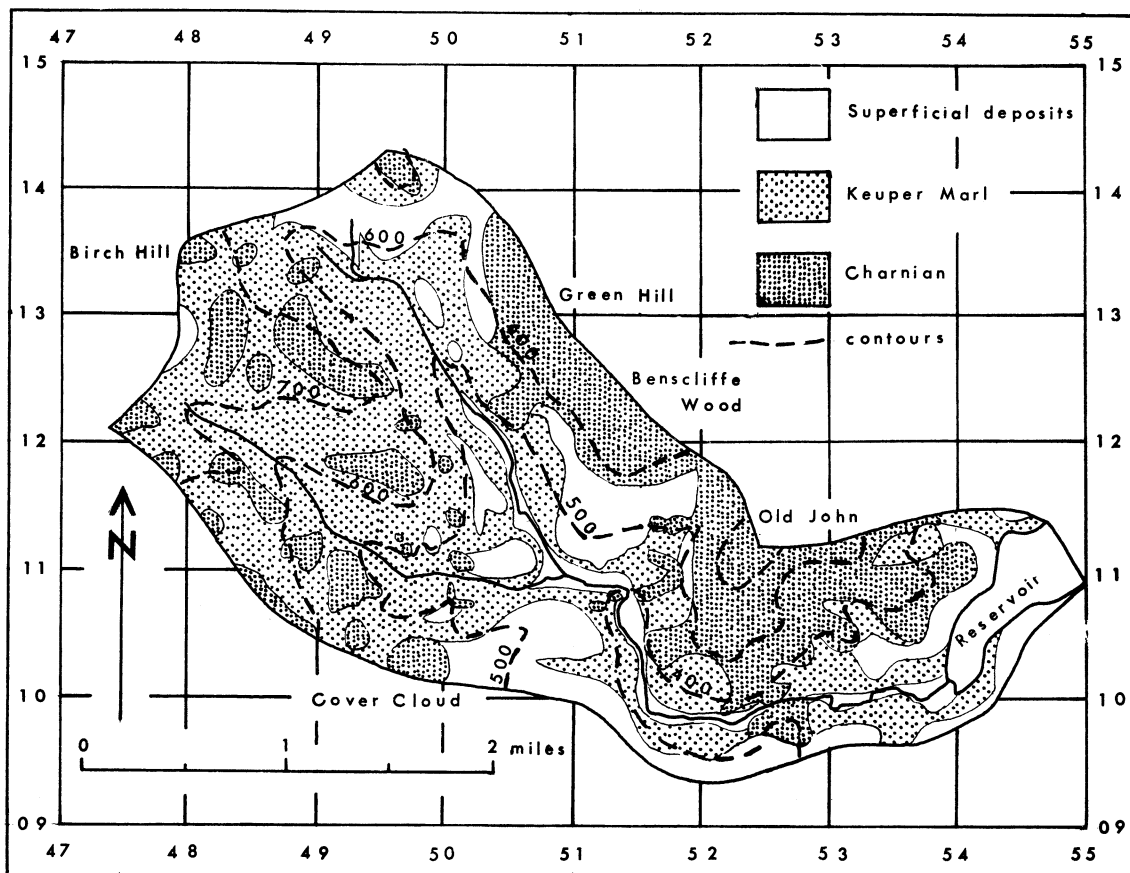 47 48 49 50 51 52 53 54 55
15 15
Superficial deposits
14 14
Keuper Marl
600
Birch Hill
Charnian
Green Hill
13 13
600
contours
Benscliffe
Wood
700
12 12
600
500
Old John
N
11 11
Reservoir
400
500
10 10
Cover Cloud
0 1 2 miles
09 09
47 48 49 50 51 52 53 54 55